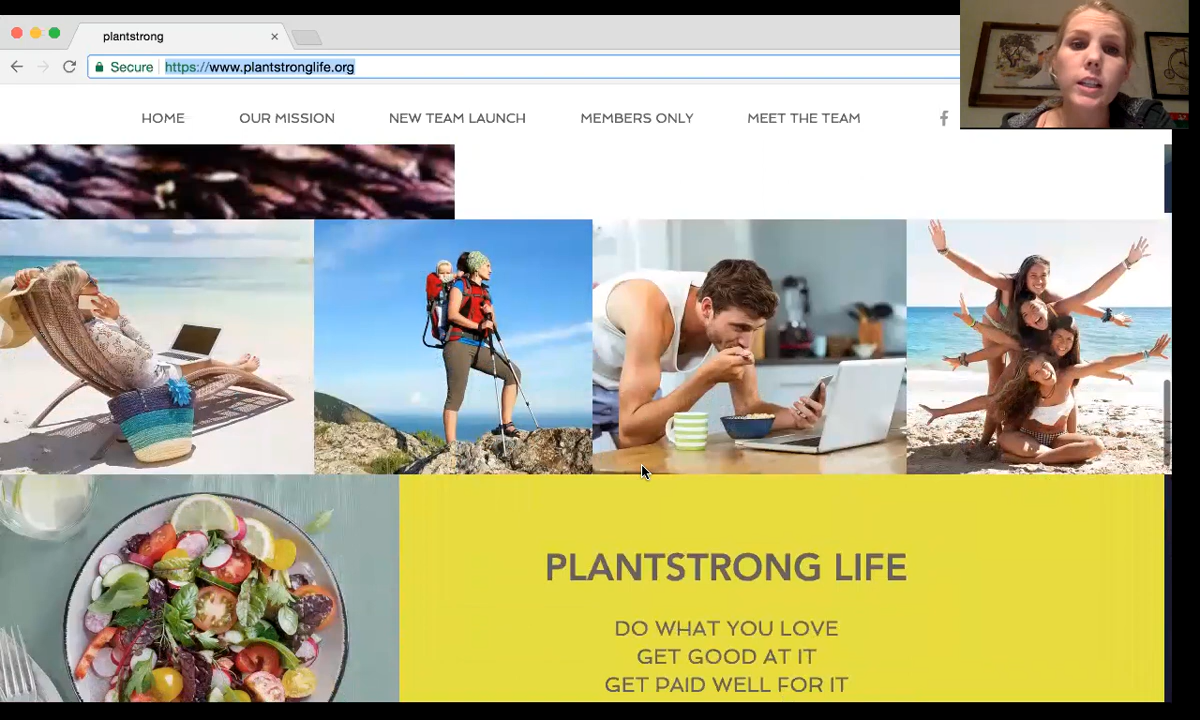 plantstrong
Secure https://www.plantstronglife.org
HOME OUR MISSION NEW TEAM LAUNCH MEMBERS ONLY MEET THE TEAM f
PLANTSTRONG LIFE
DO WHAT YOU LOVE
GET GOOD AT IT
GET PAID WELL FOR IT